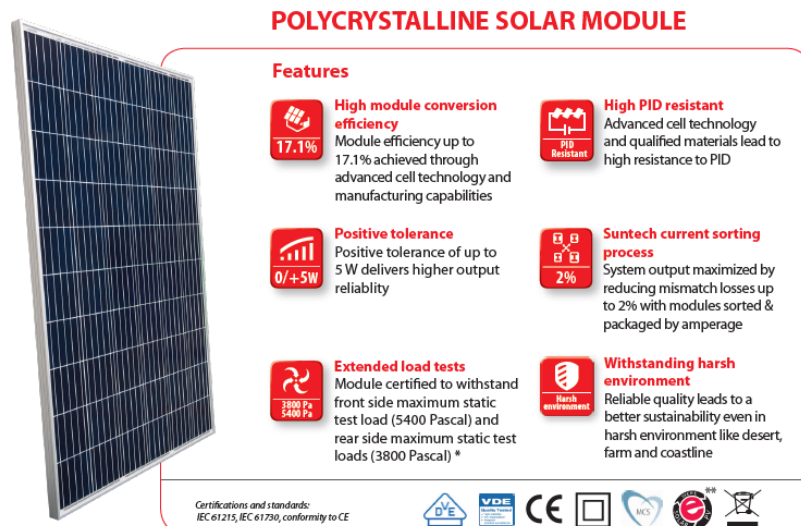 POLYCRYSTALLINE SOLAR MODULE
Features
High module conversion
efficiency
17.1%
Module efficiency up to
17.1% achieved through
advanced cell technology and
manufacturing capabilities
High PID resistant
PID
Resistant
Advanced cell technology
and qualified materials lead to
high resistance to PID
Positive tolerance
0/+5W
Positive tolerance of up to
5 W delivers higher output
reliablity
Suntech current sorting
process
2%
System output maximized by
reducing mismatch losses up
to 2% with modules sorted &
packaged by amperage
Extended load tests
3800 Pa
5400 Pa
Module certified to withstand
front side maximum static
test load (5400 Pascal) and
rear side maximum static test
loads (3800 Pascal) *
Withstanding harsh
environment
Harsh
environment
Reliable quality leads to a
better sustainability even in
harsh environment like desert,
farm and coastline
Certifications and standards:
IEC 61215, IEC 61730, conformity to CE
DVE
VDE
CE
MCS
**